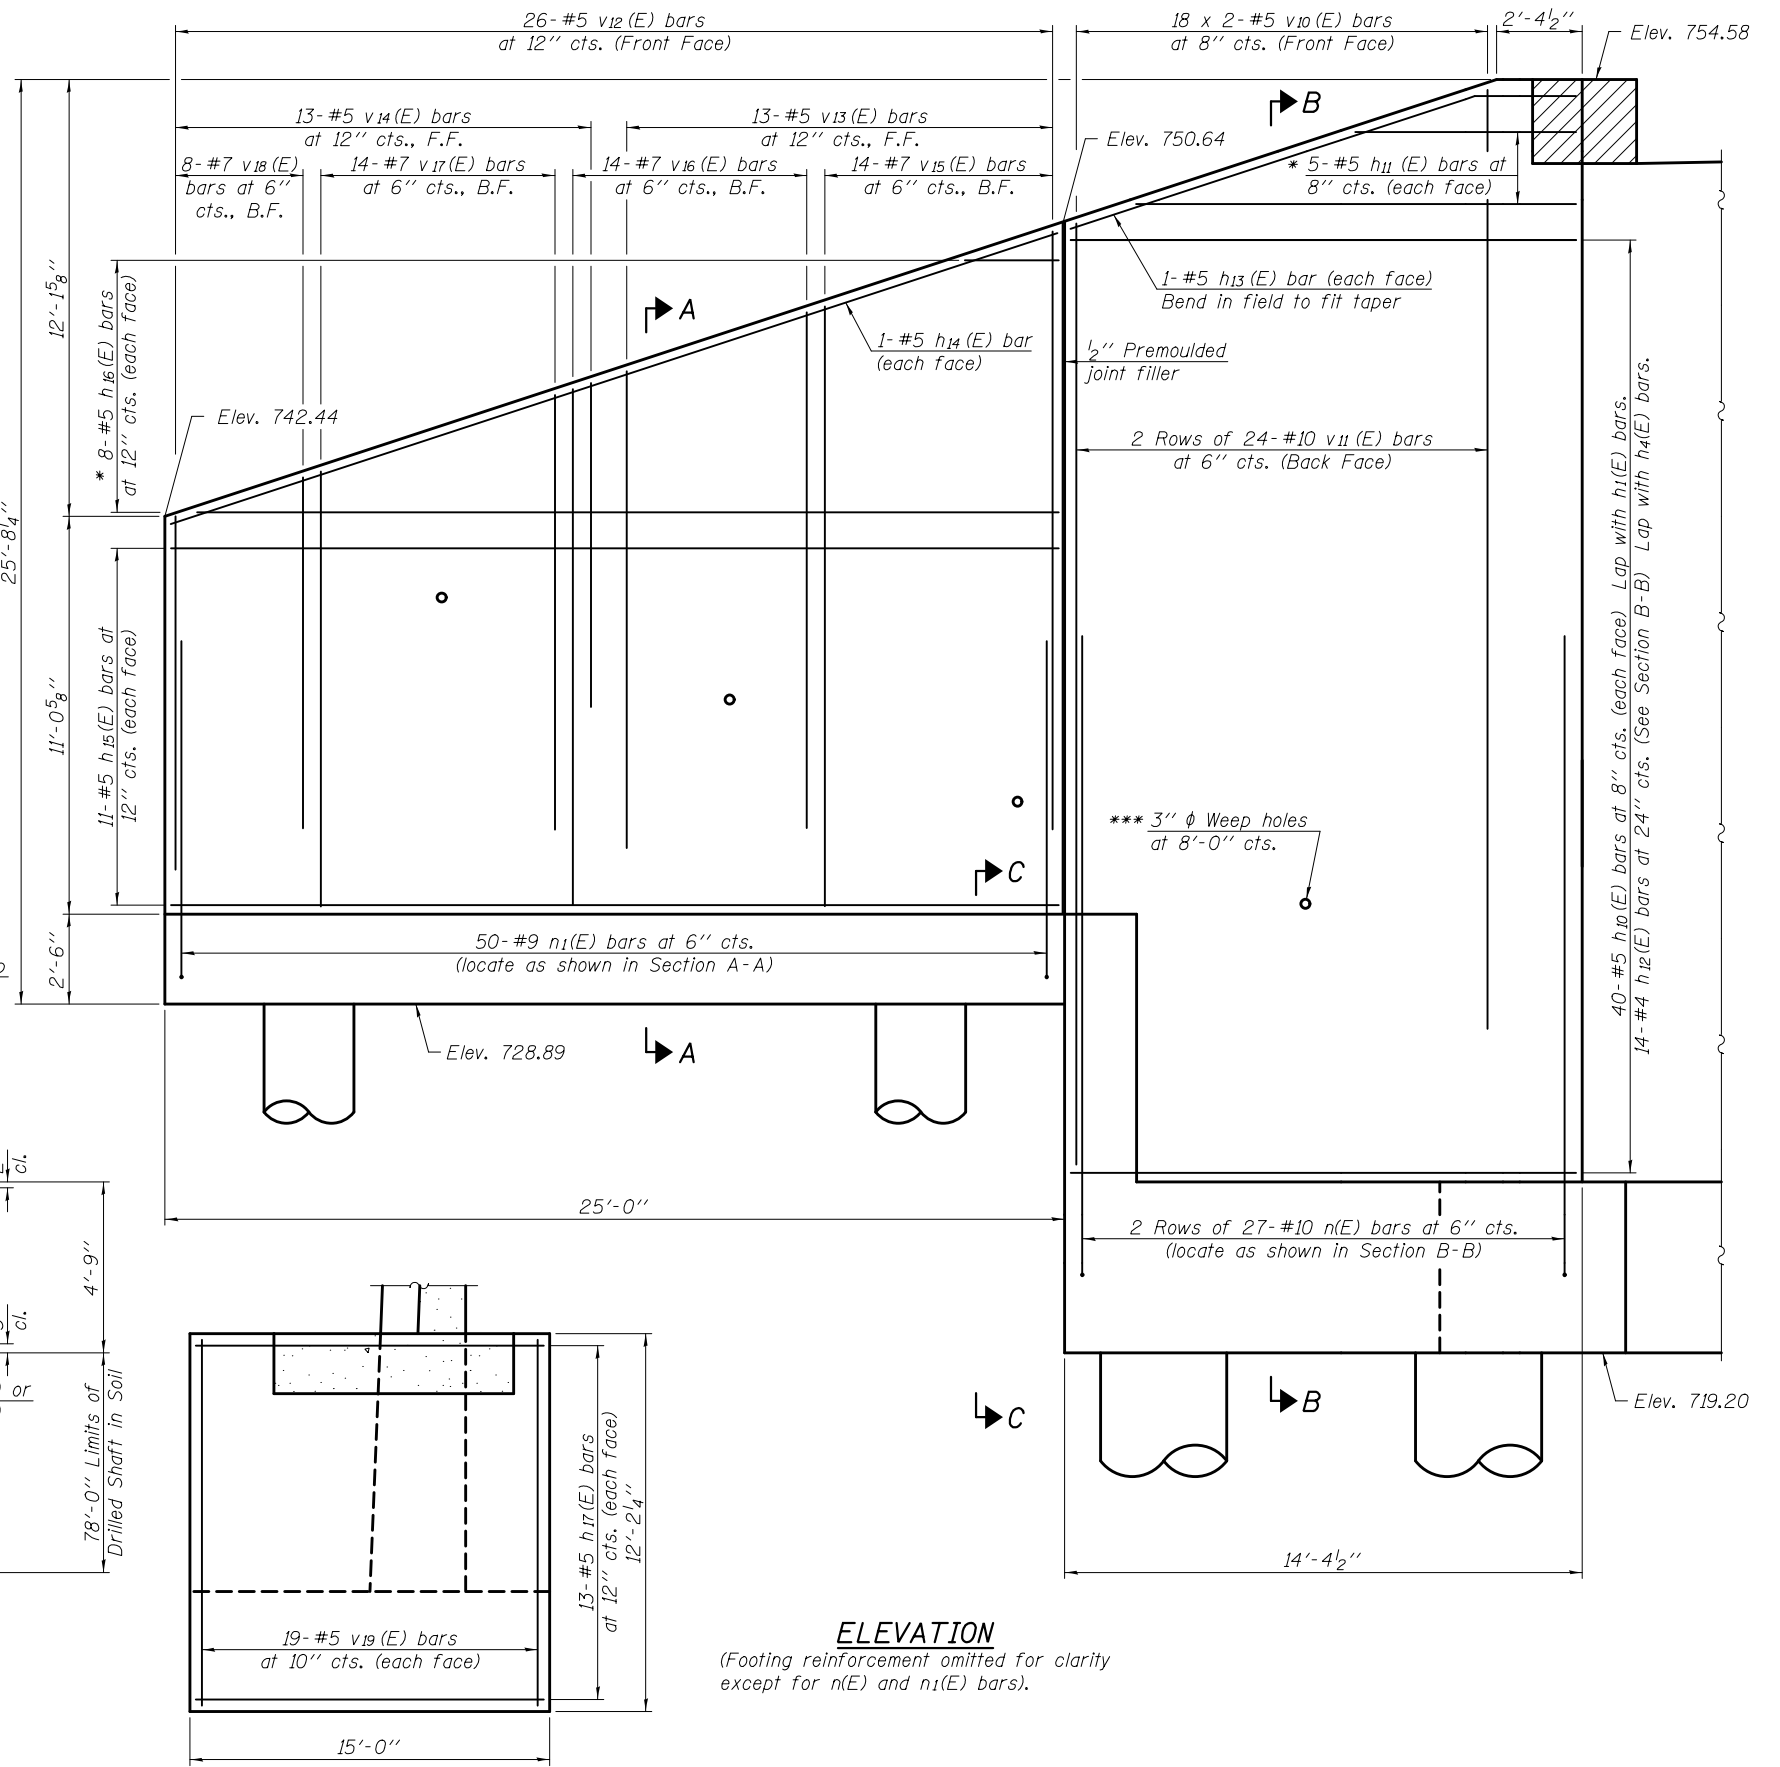 26-#5 v12(E) bars
at 12" cts. (Front Face)
18 x 2-#5 v10(E) bars
at 8" cts. (Front Face)
2'-4 1/2"
Elev. 754.58
13-#5 v14(E) bars
at 12" cts., F.F.
13-#5 v13(E) bars
at 12" cts., F.F.
B
Elev. 750.64
8-#7 v18(E)
bars at 6"
cts., B.F.
14-#7 v17(E) bars
at 6" cts., B.F.
14-#7 v16(E) bars
at 6" cts., B.F.
14-#7 v15(E) bars
at 6" cts., B.F.
* 5-#5 h11 (E) bars at
8" cts. (each face)
12'-1 5/8"
* 8-#5 h16(E) bars
at 12" cts. (each face)
A
1-#5 h13(E) bar (each face)
Bend in field to fit taper
1-#5 h14(E) bar
(each face)
1/2" Premoulded
joint filler
Elev. 742.44
2 Rows of 24-#10 v11(E) bars
at 6" cts. (Back Face)
25'-8 1/4"
11'-0 5/8"
11-#5 h15(E) bars at
12" cts. (each face)
40-#5 h10(E) bars at 8" cts. (each face) Lap with h1(E) bars.
14-#4 h12(E) bars at 24" cts. (See Section B-B) Lap with h4(E) bars.
*** 3" ϕ Weep holes
at 8'-0" cts.
C
2'-6"
50-#9 n1(E) bars at 6" cts.
(locate as shown in Section A-A)
Elev. 728.89
A
cl.
25'-0"
4'-9"
2 Rows of 27-#10 n(E) bars at 6" cts.
(locate as shown in Section B-B)
cl.
or
78'-0" Limits of
Drilled Shaft in Soil
C
B
Elev. 719.20
13-#5 h17(E) bars
at 12" cts. (each face)
12'-2 1/4"
14'-4 1/2"
19-#5 v19(E) bars
at 10" cts. (each face)
15'-0"
ELEVATION
(Footing reinforcement omitted for clarity
except for n(E) and n1(E) bars).